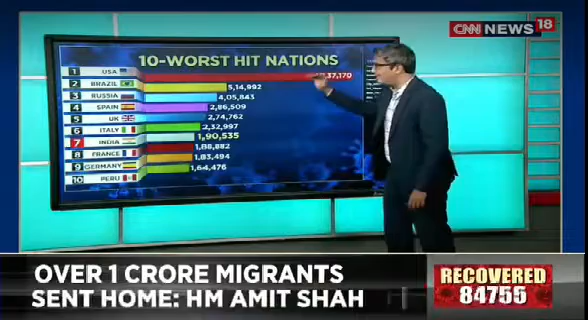 CNN NEWS 18
10-WORST HIT NATIONS
1 USA 37,170
2 BRAZIL 5,14,992
3 RUSSIA 4,05,843
4 SPAIN 2,86,509
5 UK 2,74,762
6 ITALY 2,32,997
7 INDIA 1,90,535
8 FRANCE 1,88,882
9 GERMANY 1,83,494
10 PERU 1,64,476
OVER 1 CRORE MIGRANTS
SENT HOME: HM AMIT SHAH
RECOVERED
84755